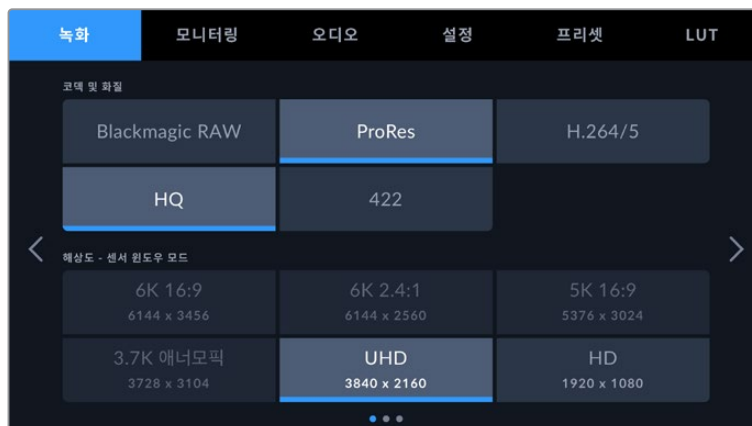 녹화 모니터링 오디오 설정 프리셋 LUT
코덱 및 화질
Blackmagic RAW ProRes H.264/5
HQ 422
해상도 - 센서 윈도우 모드
6K 16:9 6K 2.4:1 5K 16:9
6144 x 3456 6144 x 2560 5376 x 3024
3.7K 애너모픽 UHD HD
3728 x 3104 3840 x 2160 1920 x 1080